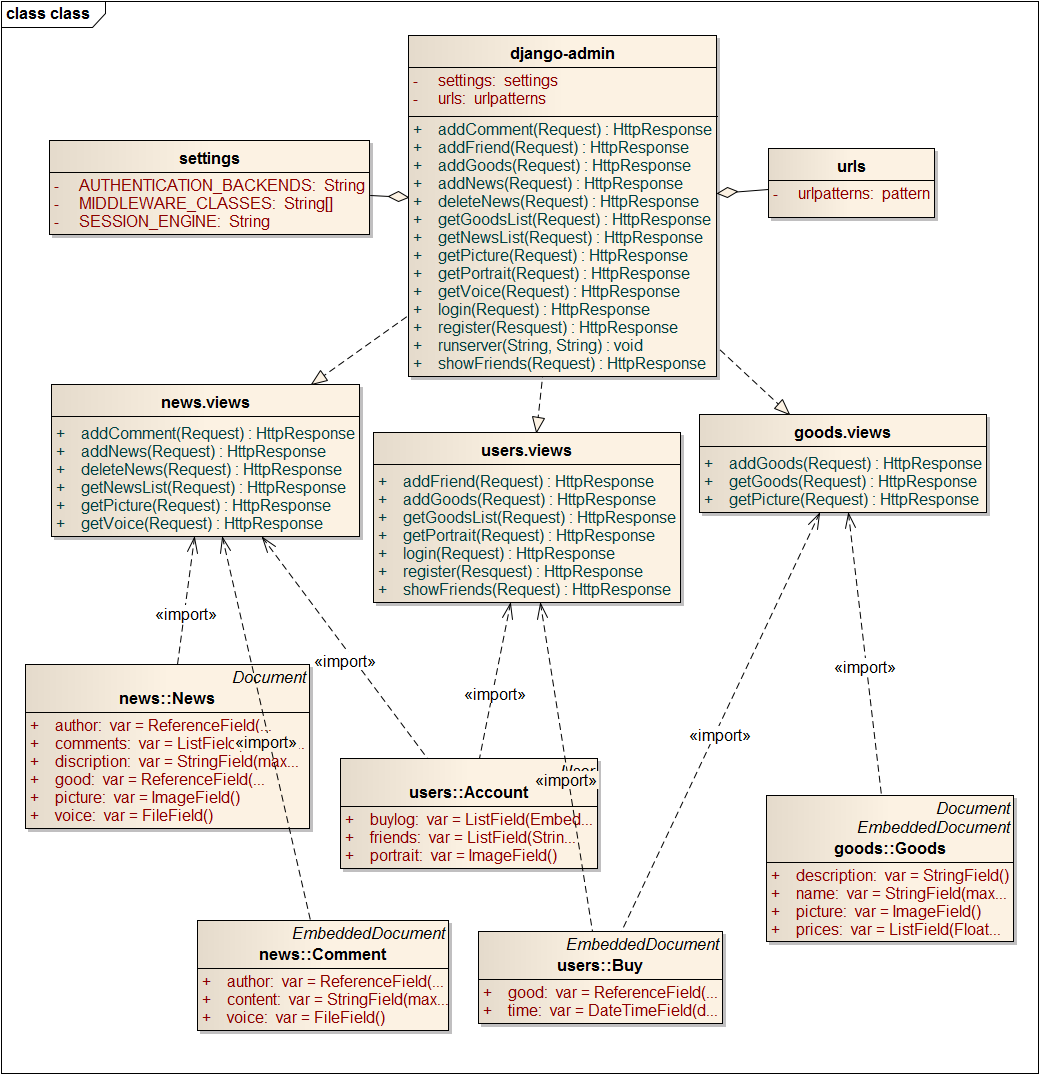 class class
django-admin
- settings: settings
- urls: urlpatterns
+ addComment(Request) : HttpResponse
+ addFriend(Request) : HttpResponse
+ addGoods(Request) : HttpResponse
+ addNews(Request) : HttpResponse
+ deleteNews(Request) : HttpResponse
+ getGoodsList(Request) : HttpResponse
+ getNewsList(Request) : HttpResponse
+ getPicture(Request) : HttpResponse
+ getPortrait(Request) : HttpResponse
+ getVoice(Request) : HttpResponse
+ login(Request) : HttpResponse
+ register(Resquest) : HttpResponse
+ runserver(String, String) : void
+ showFriends(Request) : HttpResponse
settings
- AUTHENTICATION_BACKENDS: String
- MIDDLEWARE_CLASSES: String[]
- SESSION_ENGINE: String
urls
- urlpatterns: pattern
news.views
+ addComment(Request) : HttpResponse
+ addNews(Request) : HttpResponse
+ deleteNews(Request) : HttpResponse
+ getNewsList(Request) : HttpResponse
+ getPicture(Request) : HttpResponse
+ getVoice(Request) : HttpResponse
users.views
+ addFriend(Request) : HttpResponse
+ addGoods(Request) : HttpResponse
+ getGoodsList(Request) : HttpResponse
+ getPortrait(Request) : HttpResponse
+ login(Request) : HttpResponse
+ register(Resquest) : HttpResponse
+ showFriends(Request) : HttpResponse
goods.views
+ addGoods(Request) : HttpResponse
+ getGoods(Request) : HttpResponse
+ getPicture(Request) : HttpResponse
«import»
«import»
«import»
«import»
«import»
«import»
«import»
Document
news::News
+ author: var = ReferenceField(...
+ comments: var = ListField...
+ discription: var = StringField(max...
+ good: var = ReferenceField(...
+ picture: var = ImageField()
+ voice: var = FileField()
users::Account
+ buylog: var = ListField(Embed...
+ friends: var = ListField(Strin...
+ portrait: var = ImageField()
Document
EmbeddedDocument
goods::Goods
+ description: var = StringField()
+ name: var = StringField(max...
+ picture: var = ImageField()
+ prices: var = ListField(Float...
EmbeddedDocument
news::Comment
+ author: var = ReferenceField(...
+ content: var = StringField(max...
+ voice: var = FileField()
EmbeddedDocument
users::Buy
+ good: var = ReferenceField(...
+ time: var = DateTimeField(d...